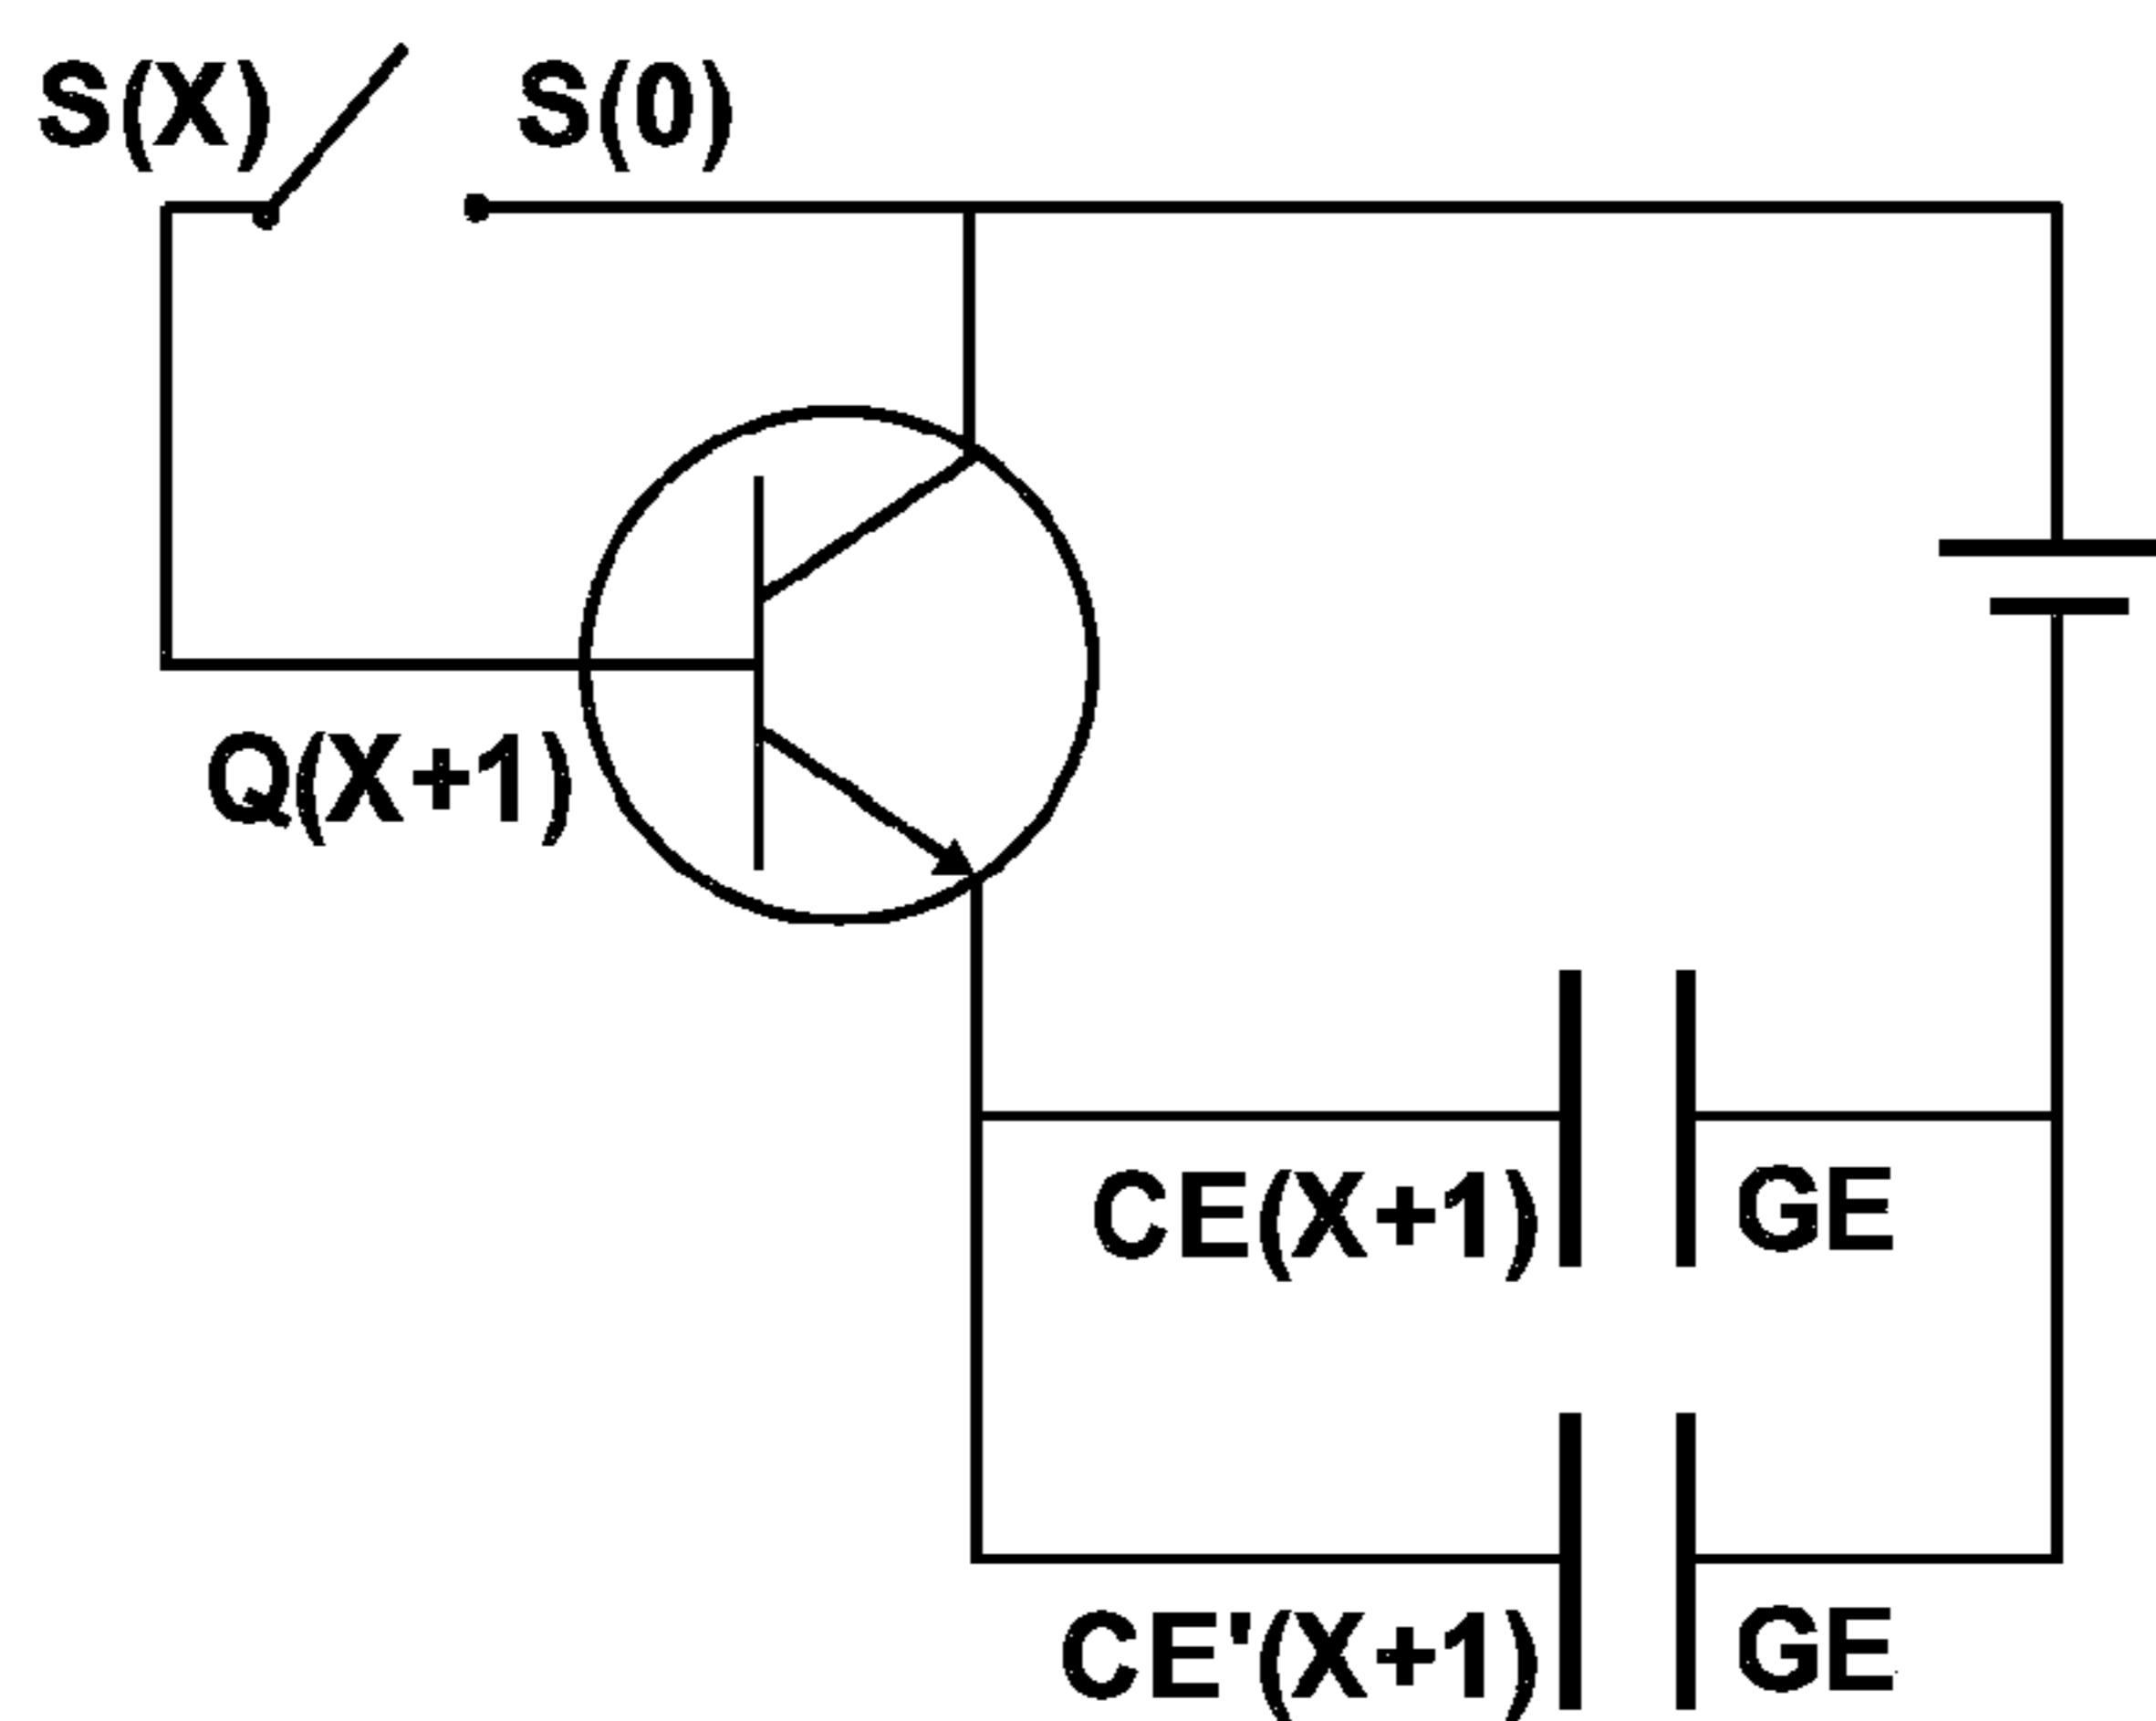 S(X)
S(0)
Q(X+1)
CE(X+1)
GE
CE'(X+1)
GE